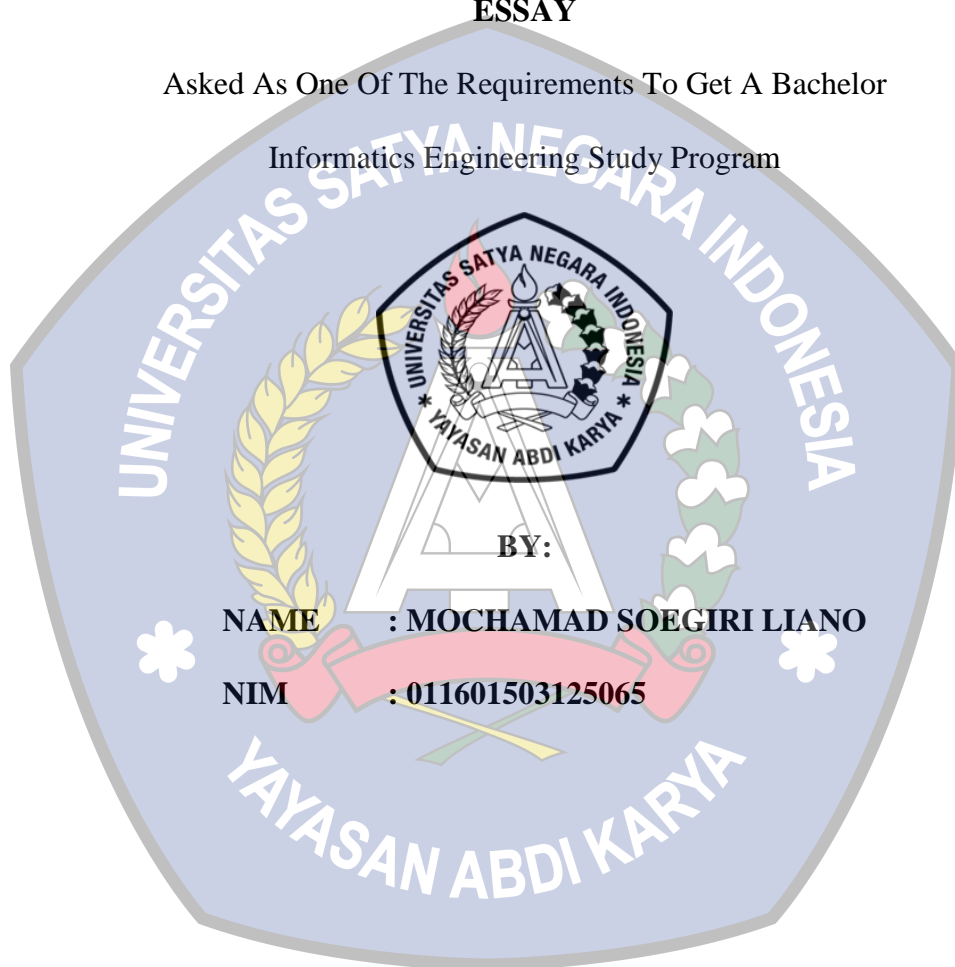 ESSAY
Asked As One Of The Requirements To Get A Bachelor
Informatics Engineering Study Program
UNIVERSITAS SATYA NEGARA INDONESIA
* YAYASAN ABDI KARYA *
UNIVERSITAS SATYA NEGARA INDONESIA
* YAYASAN ABDI KARYA *
BY:
NAME : MOCHAMAD SOEGIRI LIANO
NIM : 011601503125065